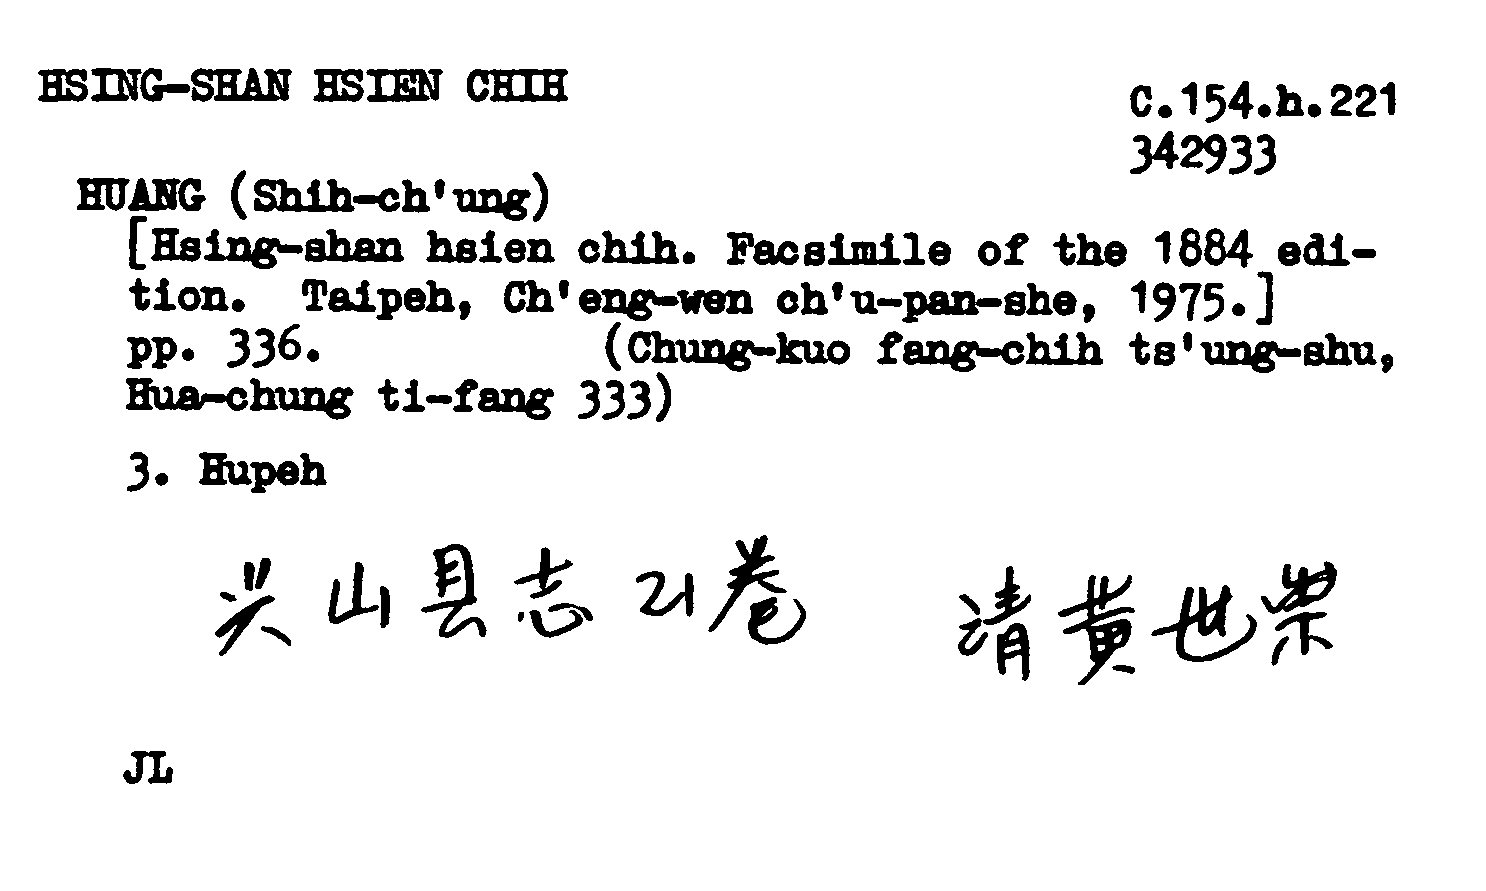 HSING-SHAN HSIEN CHIH
C.154.h.221
342933
HUANG (Shih-ch'ung)
[Hsing-shan hsien chih. Facsimile of the 1884 edi-
tion. Taipeh, Ch'eng-wen ch'u-pan-she, 1975.]
pp. 336. (Chung-kuo fang-chih ts'ung-shu,
Hua-chung ti-fang 333)
3. Hupeh
兴山县志 21卷 清黄世崇
JL